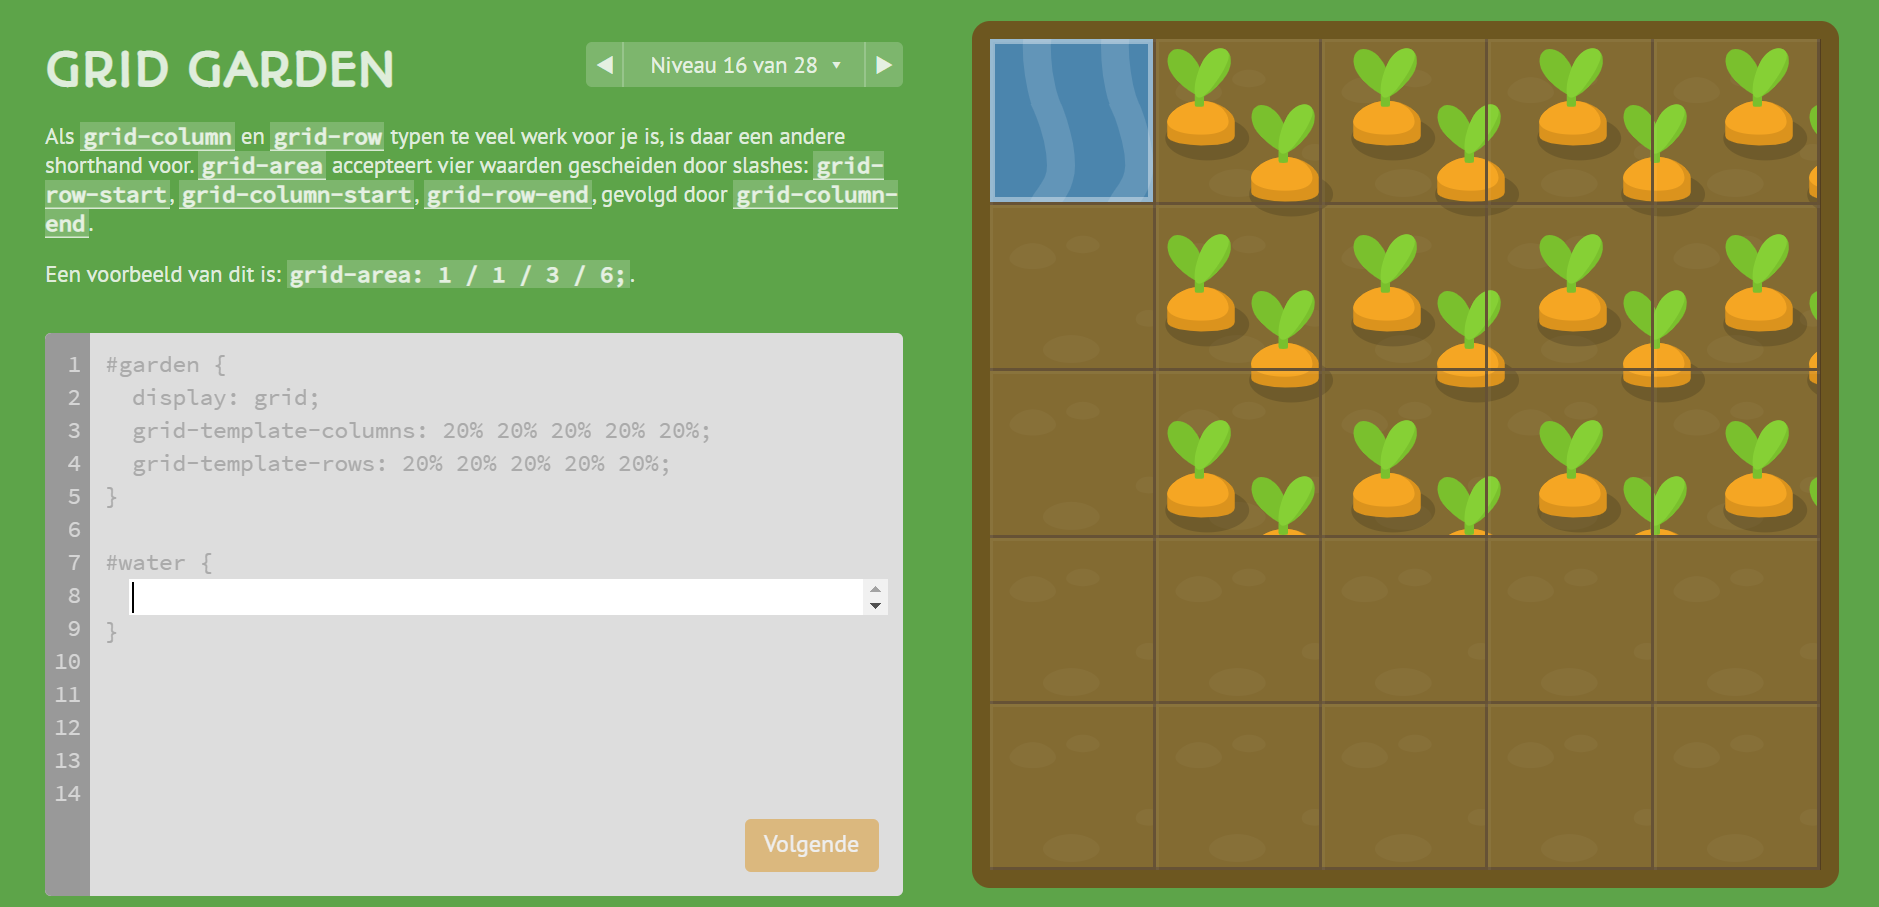 GRID GARDEN
◀ Niveau 16 van 28 ▾ ▶
Als grid-column en grid-row typen te veel werk voor je is, is daar een andere
shorthand voor. grid-area accepteert vier waarden gescheiden door slashes: grid-
row-start, grid-column-start, grid-row-end, gevolgd door grid-column-
end.
Een voorbeeld van dit is: grid-area: 1 / 1 / 3 / 6;.
1 #garden {
2 display: grid;
3 grid-template-columns: 20% 20% 20% 20% 20%;
4 grid-template-rows: 20% 20% 20% 20% 20%;
5 }
6
7 #water {
8
9 }
10
11
12
13
14
Volgende